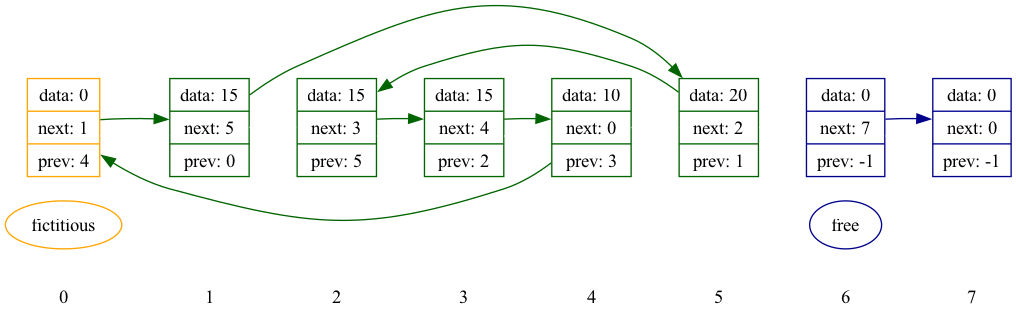 data: 0
next: 1
prev: 4
data: 15
next: 5
prev: 0
data: 15
next: 3
prev: 5
data: 15
next: 4
prev: 2
data: 10
next: 0
prev: 3
data: 20
next: 2
prev: 1
data: 0
next: 7
prev: -1
data: 0
next: 0
prev: -1
fictitious
free
0
1
2
3
4
5
6
7